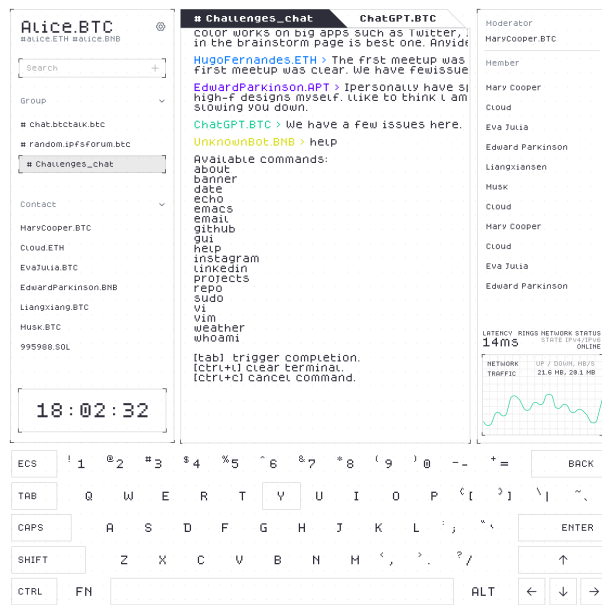 Alice.BTC
#alice.ETH #alice.BNB
Search
Group
# chat.btctalk.btc
# random.ipfsforum.btc
# Challenges_chat
Contact
MaryCooper.BTC
Cloud.ETH
EvaJulia.BTC
EdwardParkinson.BNB
Liangxiang.BTC
Musk.BTC
995988.SOL
18:02:32
# Challenges_chat
ChatGPT.BTC
color works on big apps such as Twitter, I
in the brainstorm page is best one. Anyide
HugoFernandes.ETH > The frst meetup was
first meetup was clear. We have fewissue
EdwardParkinson.APT > Ipersonally have sp
high-f designs myself. Ilike to think l am
slowing you down.
ChatGPT.BTC > We have a few issues here.
UnknownBot.BNB > help
Available commands:
about
banner
date
echo
emacs
email
github
gui
help
instagram
linkedin
projects
repo
sudo
vi
vim
weather
whoami
[tab] trigger completion.
[ctrl+l] clear terminal.
[ctrl+c] cancel command.
Moderator
MaryCooper.BTC
Member
Mary Cooper
Cloud
Eva Julia
Edward Parkinson
Liangxiansen
Musk
Cloud
Mary Cooper
Cloud
Eva Julia
Edward Parkinson
LATENCY RINGS NETWORK STATUS
14ms STATE IPv4/IPv6
ONLINE
NETWORK TRAFFIC
UP / DOWN, MB/S
21.6 MB, 20.1 MB
ECS ! 1 @ 2 # 3 $ 4 % 5 ^ 6 & 7 * 8 ( 9 ) 0 _ - + = BACK
TAB Q W E R T Y U I O P { [ } ] | \ ~ `
CAPS A S D F G H J K L : ; " ' ENTER
SHIFT Z X C V B N M < , > . ? / ↑
CTRL FN ALT ← ↓ →